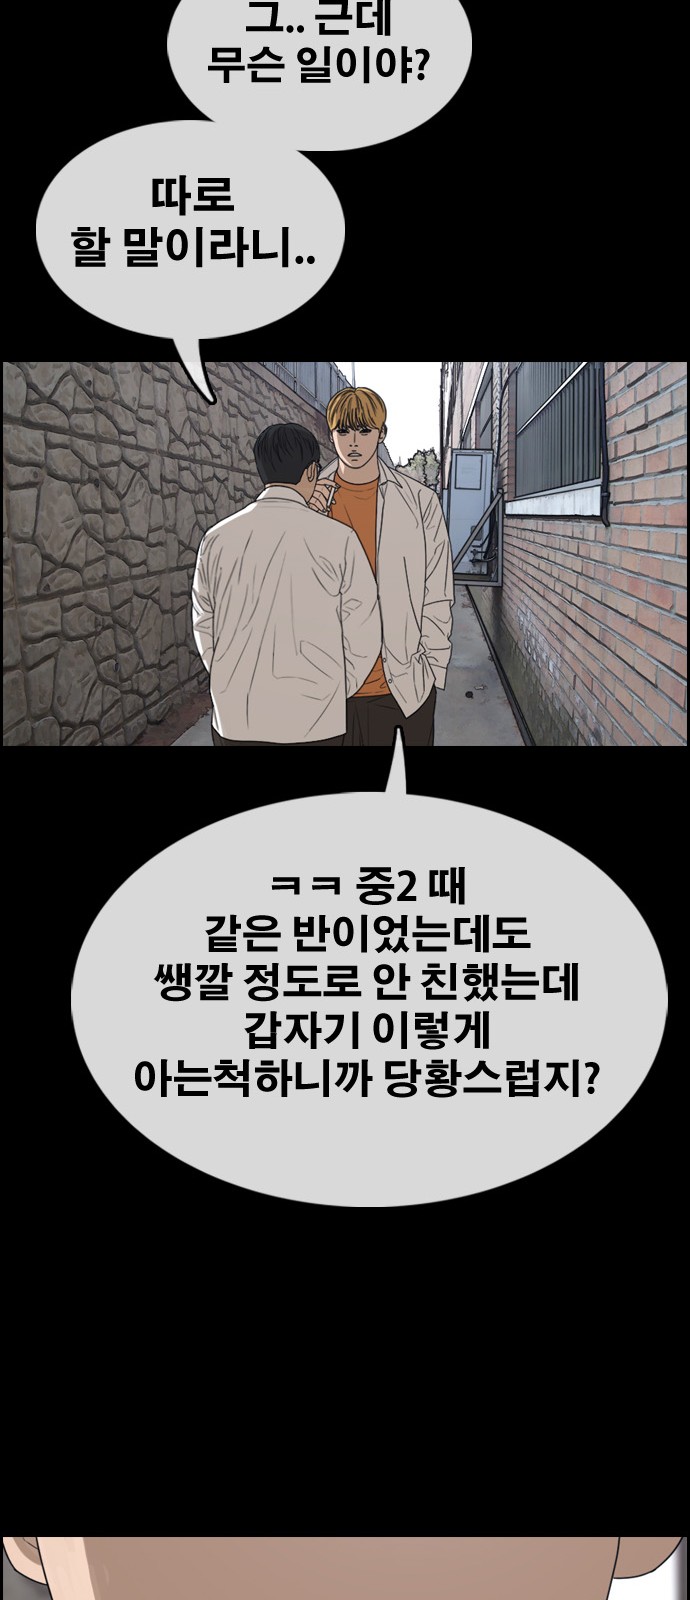 그.. 근데
무슨 일이야?
따로
할 말이라니..
ㅋㅋ 중2 때
같은 반이었는데도
쌩깔 정도로 안 친했는데
갑자기 이렇게
아는척하니까 당황스럽지?